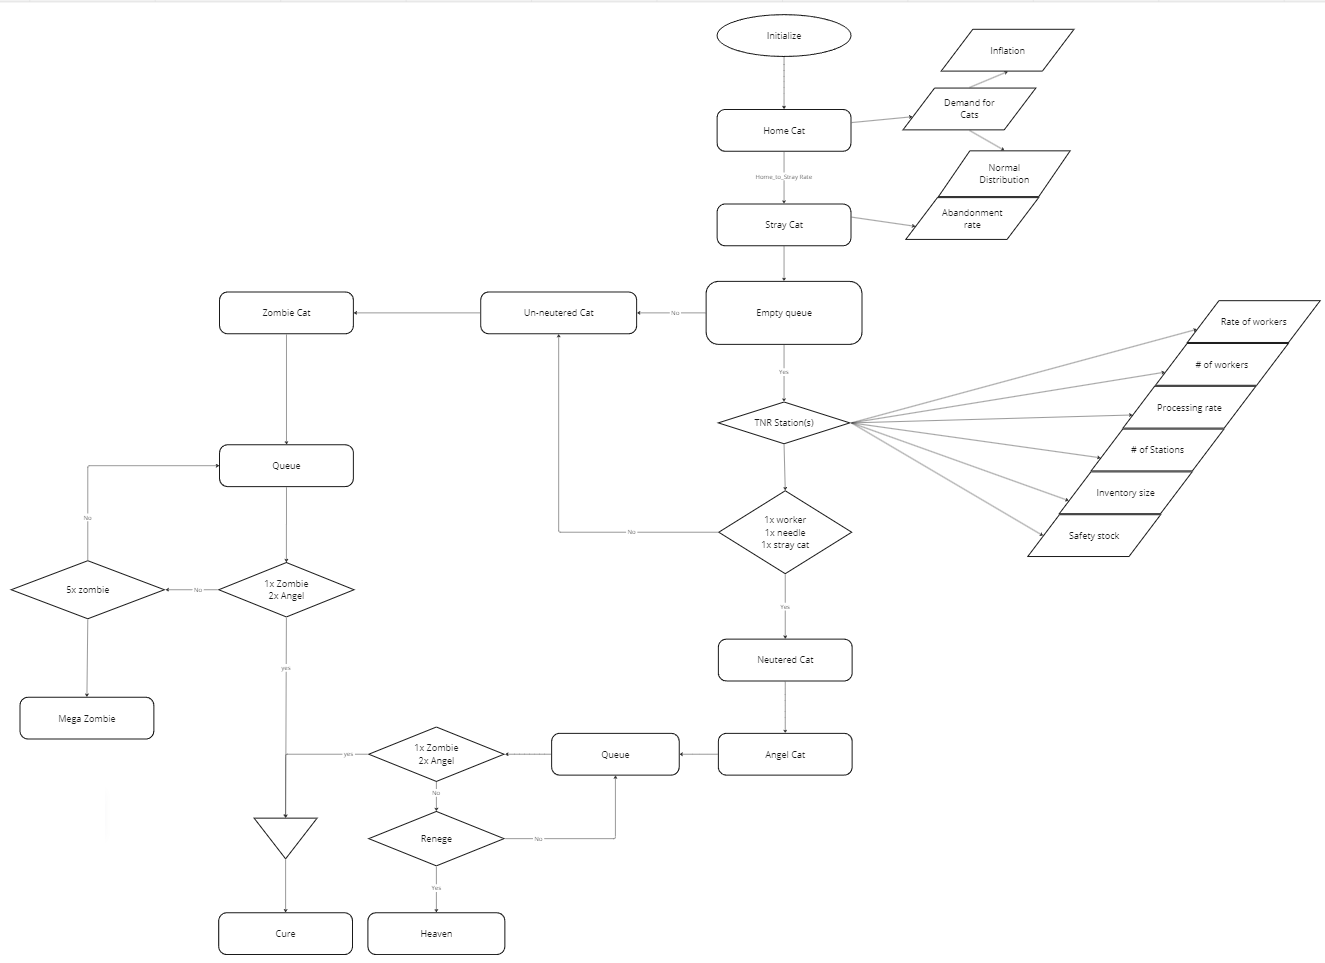 Initialize
Inflation
Demand for
Cats
Home Cat
Normal
Distribution
Home_to_Stray Rate
Abandonment
rate
Stray Cat
Zombie Cat
Un-neutered Cat
No
Empty queue
Rate of workers
# of workers
Yes
Processing rate
TNR Station(s)
# of Stations
Queue
Inventory size
Safety stock
No
1x worker
1x needle
1x stray cat
No
5x zombie
No
1x Zombie
2x Angel
Yes
yes
Neutered Cat
Mega Zombie
1x Zombie
2x Angel
yes
Queue
Angel Cat
No
Renege
No
Yes
Cure
Heaven